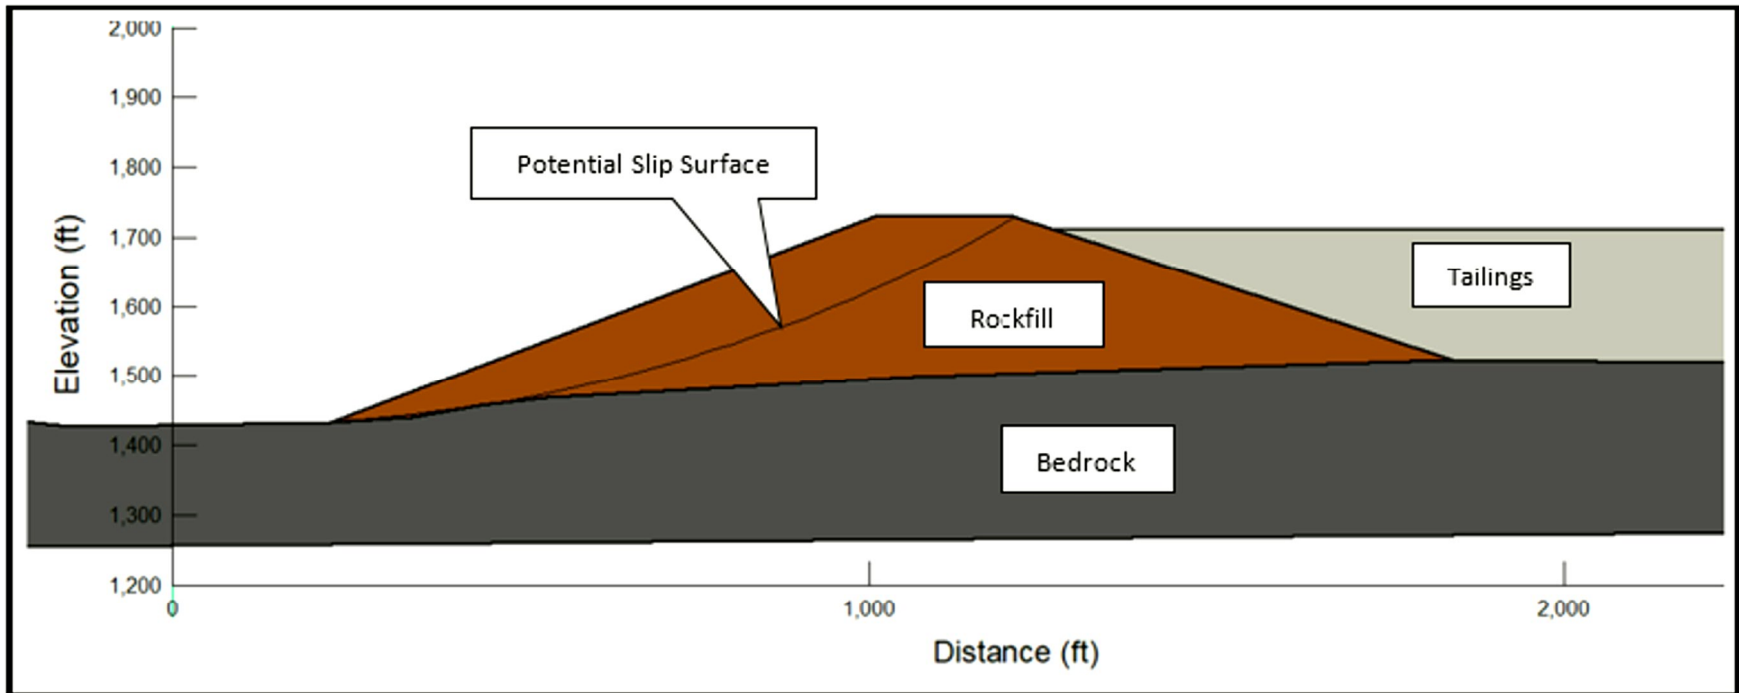 2,000
1,900
1,800
1,700
1,600
1,500
1,400
1,300
1,200
Elevation (ft)
Potential Slip Surface
Rockfill
Tailings
Bedrock
0
1,000
2,000
Distance (ft)